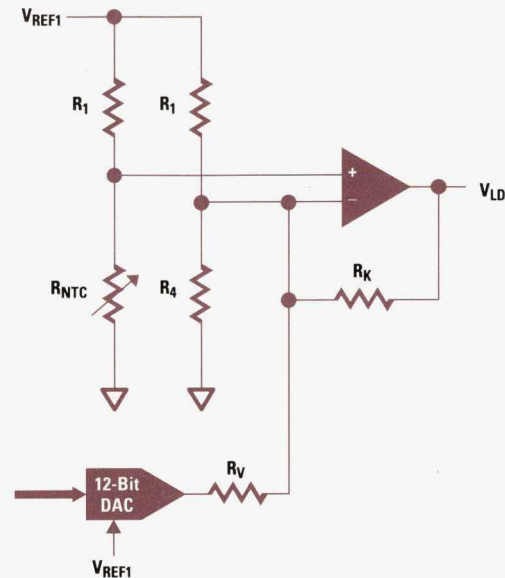 VREF1
R1
R1
+
−
VLD
RNTC
R4
RK
12-Bit
DAC
RV
VREF1